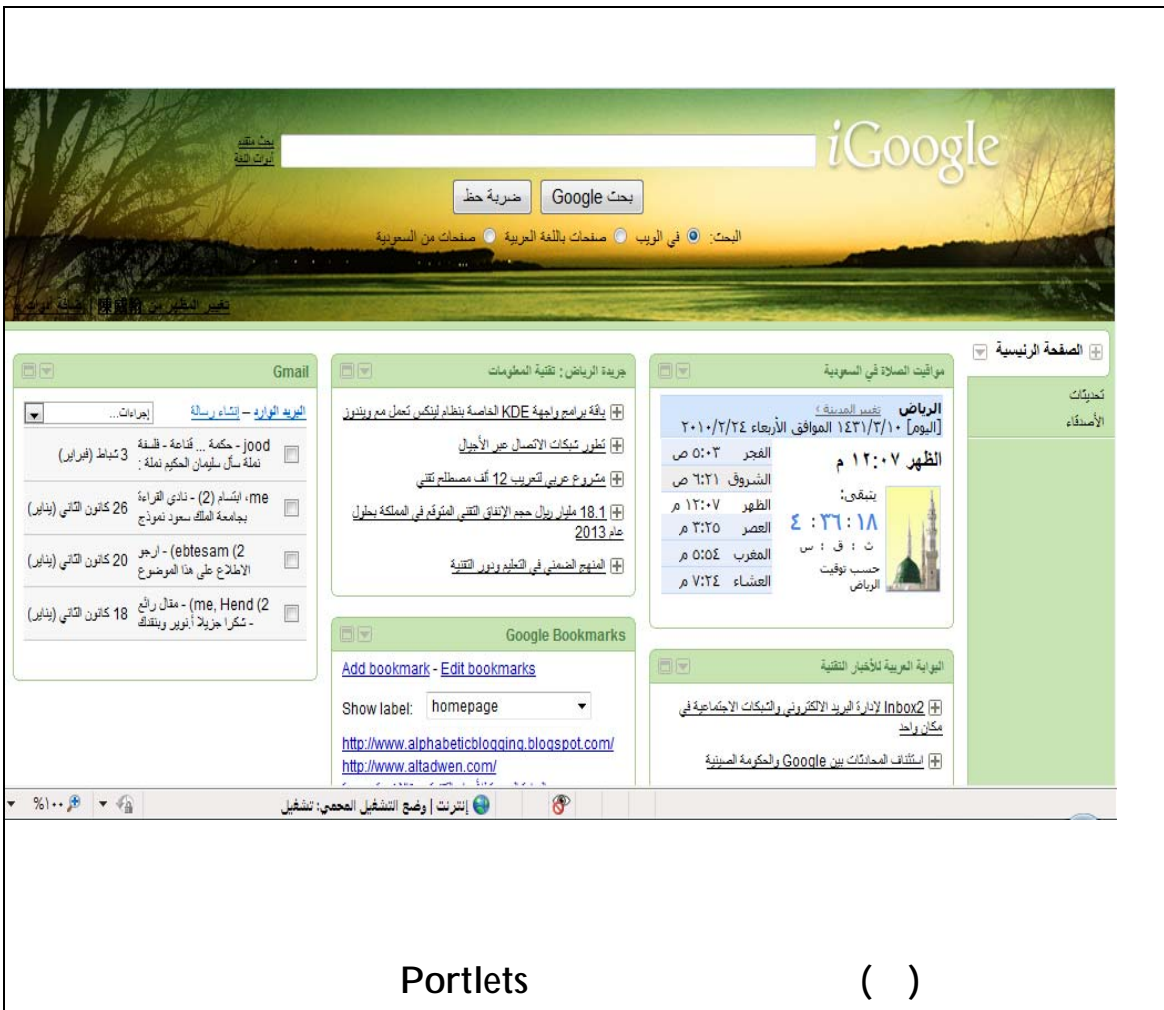 iGoogle
بحث متقدم
أدوات اللغة
بحث Google
ضربة حظ
البحث: في الويب صفحات باللغة العربية صفحات من السعودية
تغيير المظهر من 陳威諭 | إضافة أدوات
الصفحة الرئيسية
تحديثات
الأصدقاء
مواقيت الصلاة في السعودية
الرياض تغيير المدينة
[اليوم] ١٤٣١/٣/١٠ الموافق الأربعاء ٢٠١٠/٢/٢٤
الظهر ١٢:٠٧ م
يتبقى:
٤ : ٣٦ : ١٨
ث : ق : س
حسب توقيت
الرياض
الفجر ٥:٠٣ ص
الشروق ٦:٢١ ص
الظهر ١٢:٠٧ م
العصر ٣:٢٥ م
المغرب ٥:٥٤ م
العشاء ٧:٢٤ م
البوابة العربية للأخبار التقنية
Inbox2 لإدارة البريد الالكتروني والشبكات الاجتماعية في
مكان واحد
استئناف المحادثات بين Google والحكومة الصينية
جريدة الرياض : تقنية المعلومات
باقة برامج واجهة KDE الخاصة بنظام لينكس تعمل مع ويندوز
تطور شبكات الاتصال عبر الأجيال
مشروع عربي لتعريب 12 ألف مصطلح تقني
18.1 مليار ريال حجم الإنفاق التقني المتوقع في المملكة بحلول
عام 2013
المنهج الضمني في التعليم ودور التقنية
Google Bookmarks
Add bookmark - Edit bookmarks
Show label: homepage
http://www.alphabeticblogging.blogspot.com/
http://www.altadwen.com/
Gmail
البريد الوارد – إنشاء رسالة
إجراءات...
jood - حكمة ... قناعة - فلسفة
نملة سأل سليمان الحكيم نملة :
3 شباط (فبراير)
me، ابتسام (2) - نادي القراءة
بجامعة الملك سعود نموذج
26 كانون الثاني (يناير)
ebtesam (2) - ارجو
الاطلاع على هذا الموضوع
20 كانون الثاني (يناير)
me, Hend (2) - مقال رائع
- شكرا جزيلا أ.نوير وبنقدك
18 كانون الثاني (يناير)
إنترنت | وضع التشغيل المحمي: تشغيل
%١٠٠
( ) Portlets